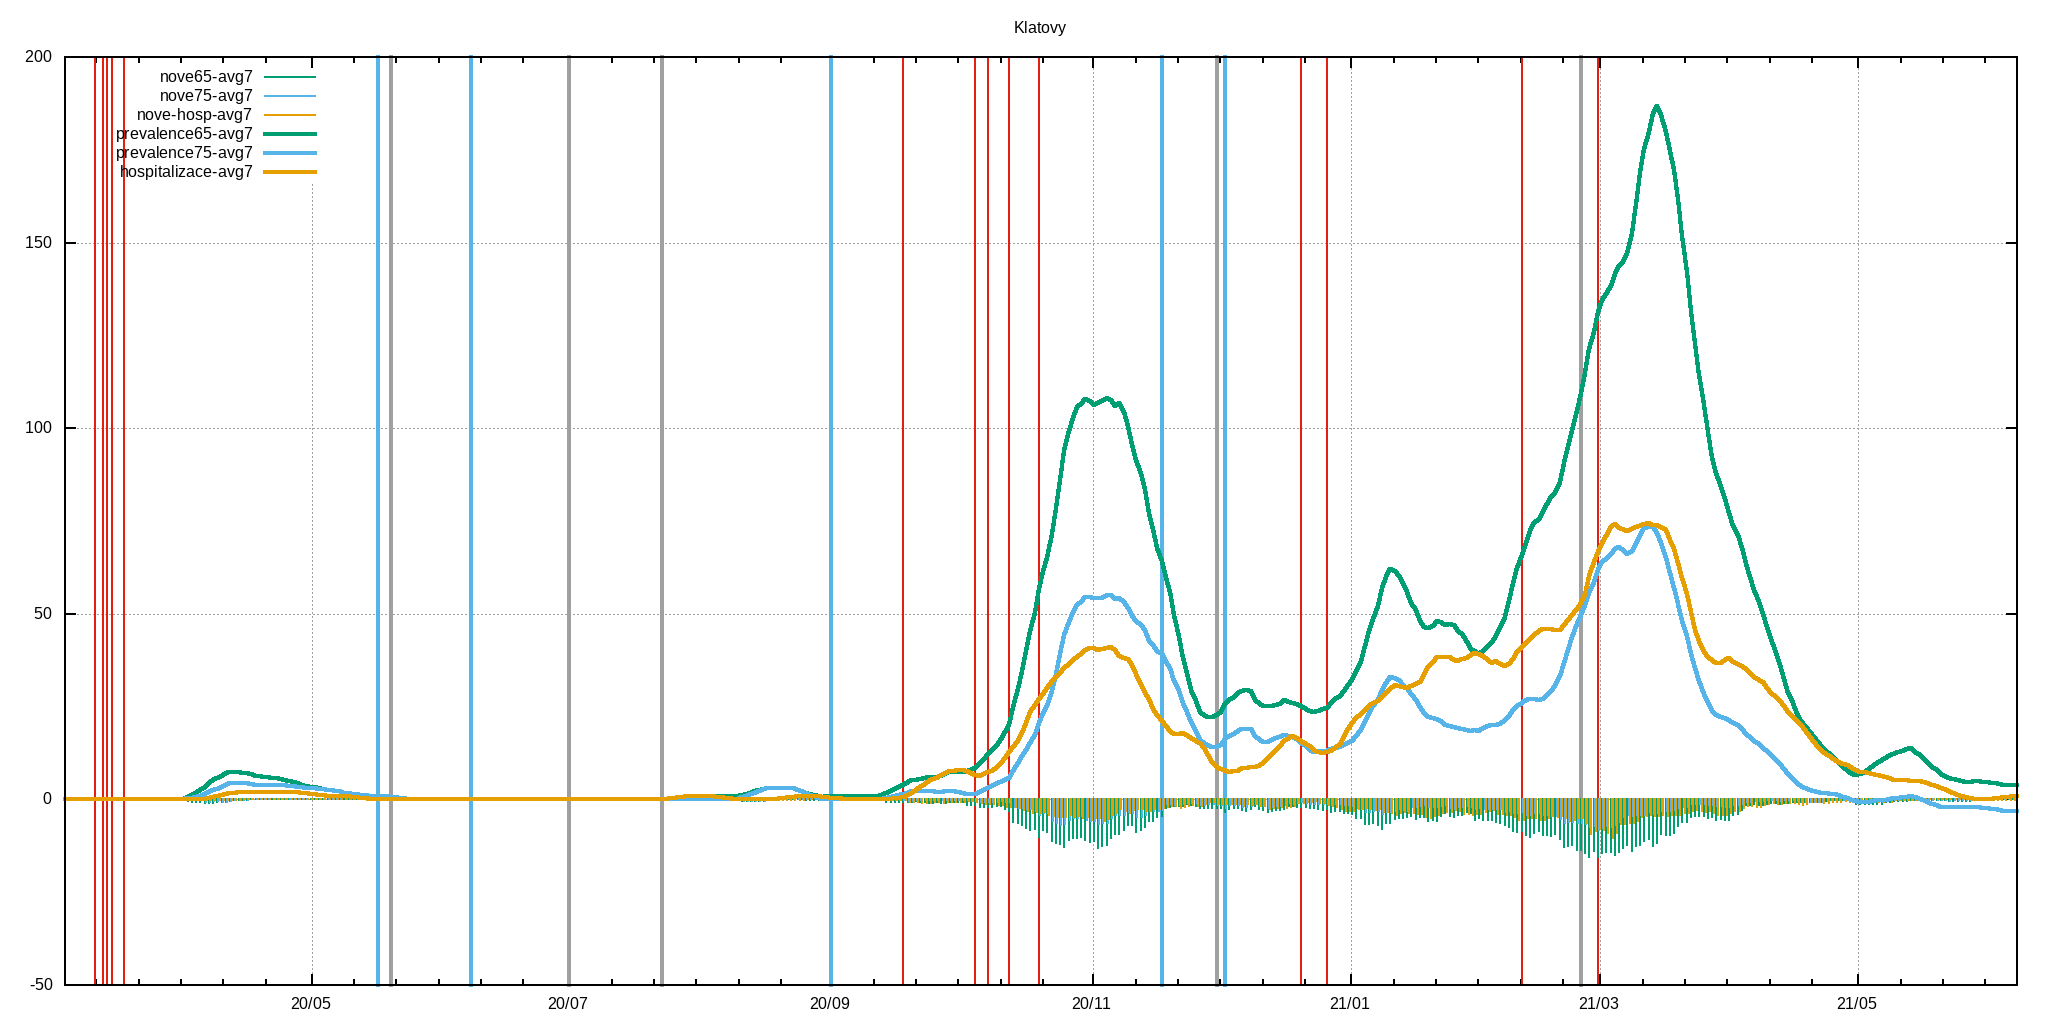 Klatovy
200
nove65-avg7
nove75-avg7
nove-hosp-avg7
prevalence65-avg7
prevalence75-avg7
hospitalizace-avg7
150
100
50
0
-50
20/05 20/07 20/09 20/11 21/01 21/03 21/05